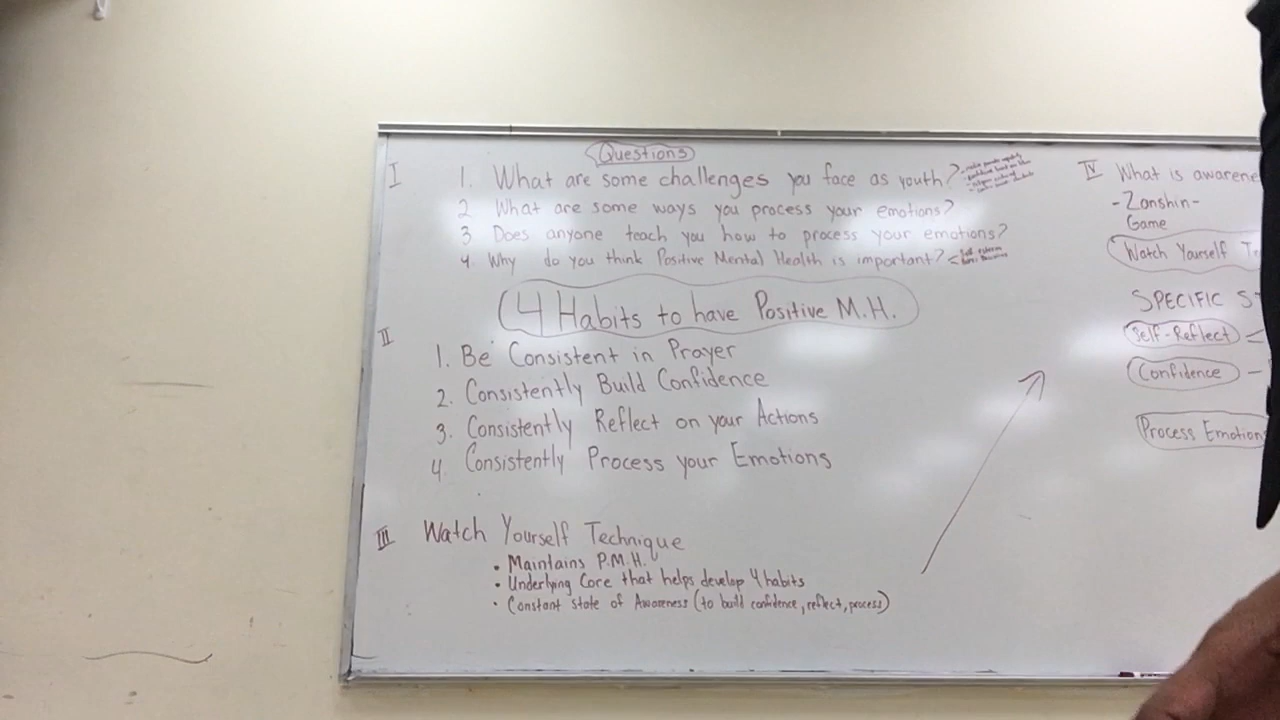 Questions
I
1. What are some challenges you face as youth?
2 What are some ways you process your emotions?
3 Does anyone teach you how to process your emotions?
4. Why do you think Positive Mental Health is important?
II
4 Habits to have Positive M.H.
1. Be Consistent in Prayer
2. Consistently Build Confidence
3. Consistently Reflect on your Actions
4. Consistently Process your Emotions
III Watch Yourself Technique
• Maintains P.M.H.
• Underlying Core that helps develop 4 habits
• Constant State of Awareness (to build confidence, reflect, process)
IV What is awarene
- Zanshin -
Game
Watch Yourself
SPECIFIC S
Self-Reflect
Confidence –
Process Emotion